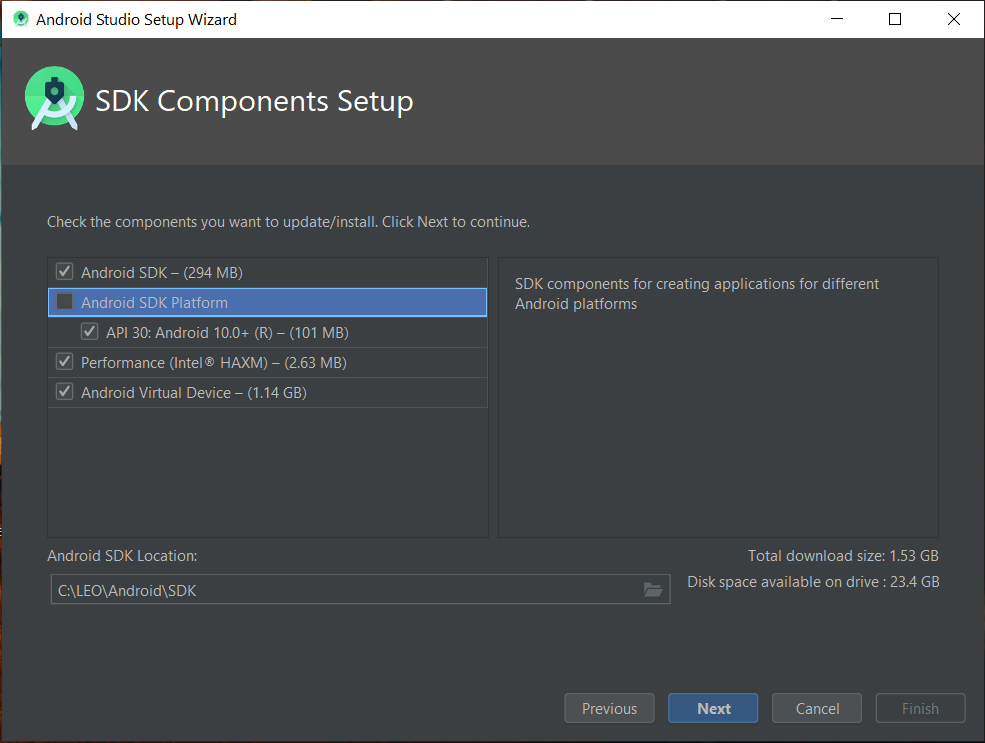 Android Studio Setup Wizard
SDK Components Setup
Check the components you want to update/install. Click Next to continue.
Android SDK – (294 MB)
Android SDK Platform
API 30: Android 10.0+ (R) – (101 MB)
Performance (Intel® HAXM) – (2.63 MB)
Android Virtual Device – (1.14 GB)
SDK components for creating applications for different
Android platforms
Android SDK Location:
Total download size: 1.53 GB
C:\LEO\Android\SDK
Disk space available on drive : 23.4 GB
Previous
Next
Cancel
Finish